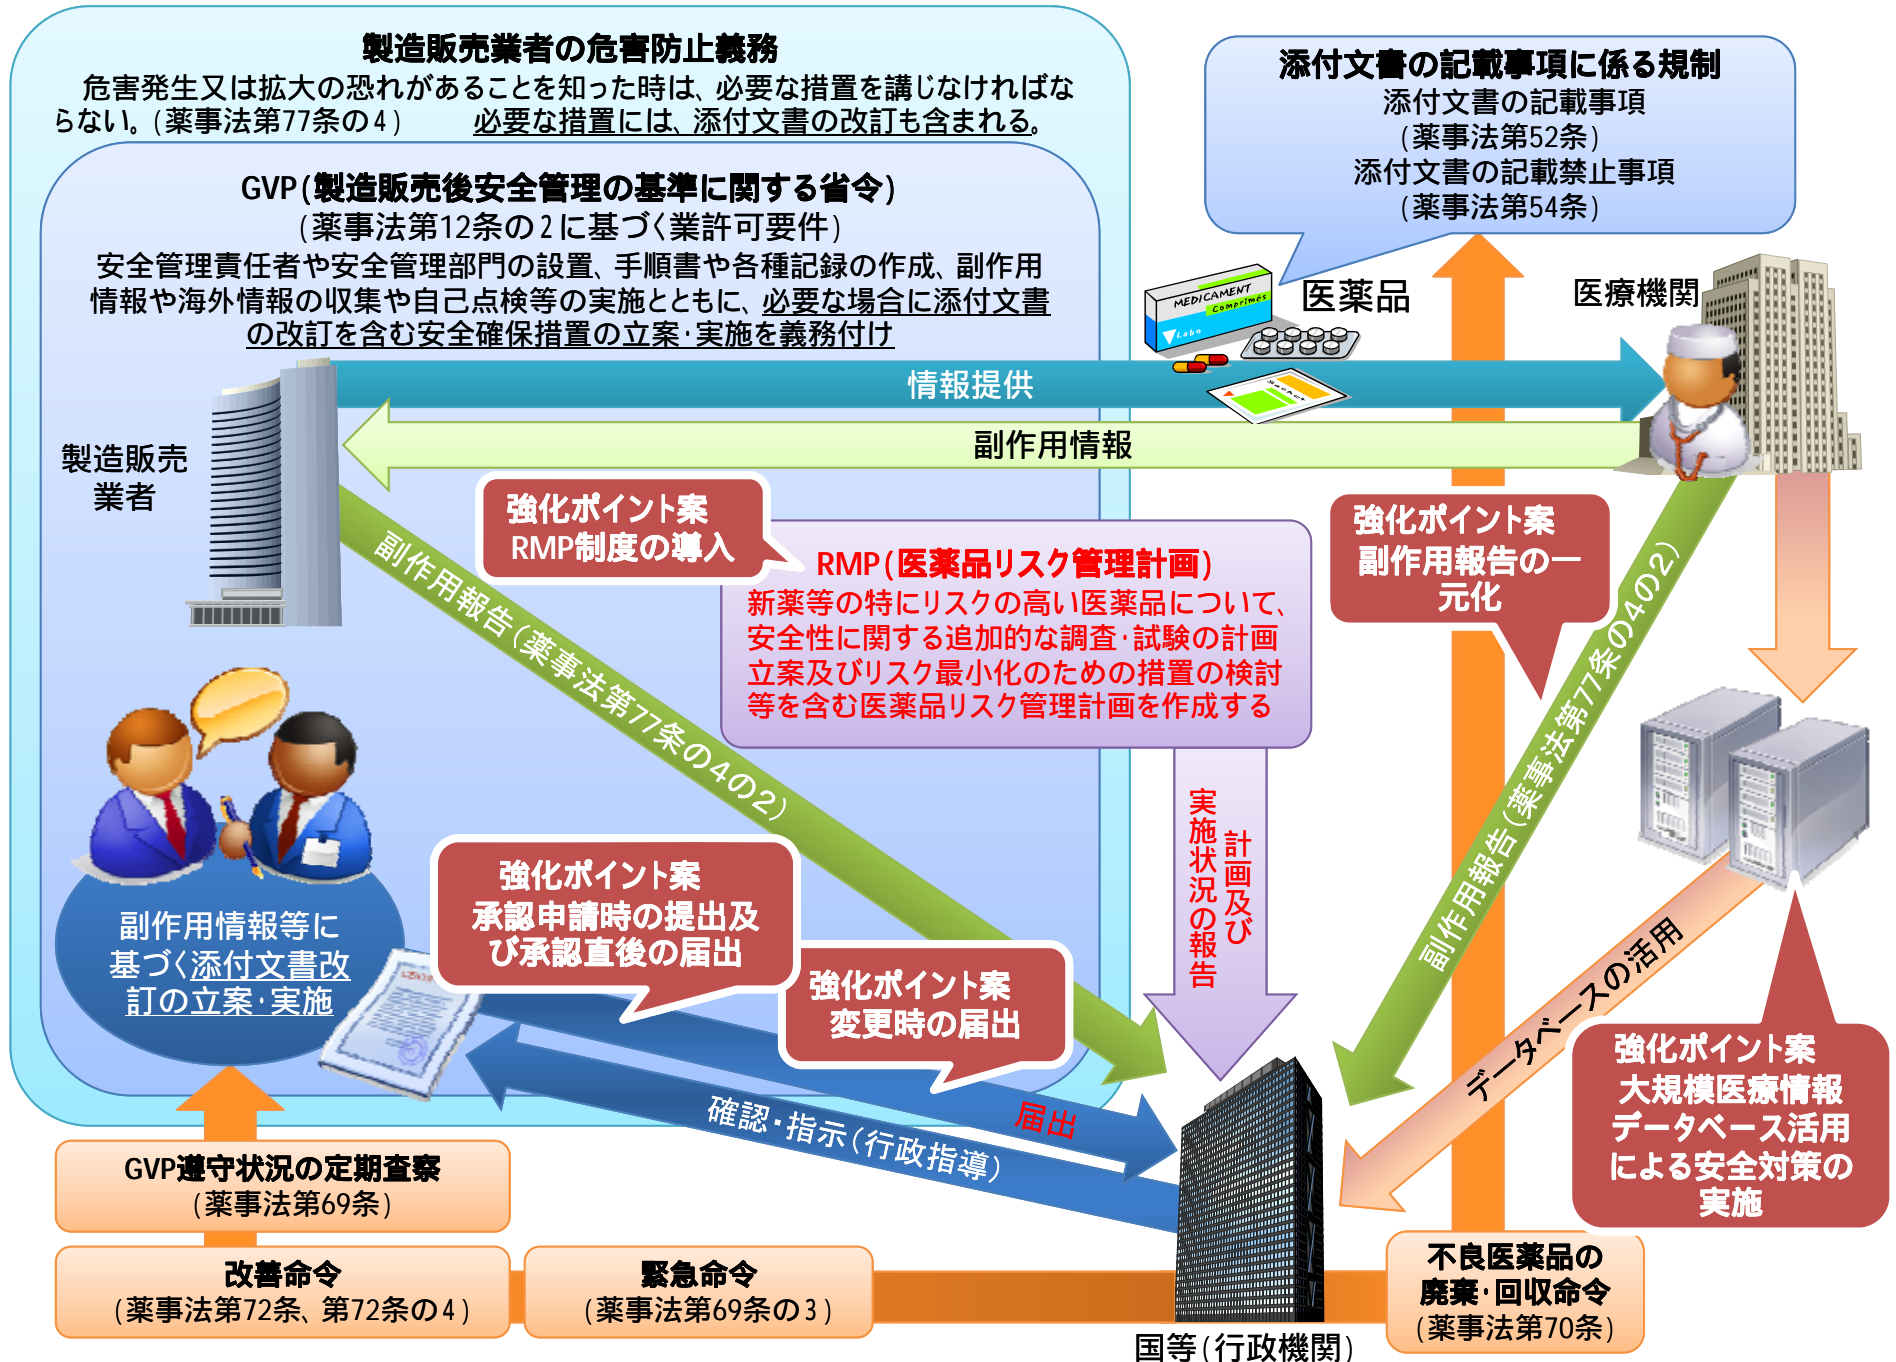 製造販売業者の危害防止義務
危害発生又は拡大の恐れがあることを知った時は、必要な措置を講じなければな
らない。(薬事法第77条の4)　必要な措置には、添付文書の改訂も含まれる。
GVP(製造販売後安全管理の基準に関する省令)
(薬事法第12条の2に基づく業許可要件)
安全管理責任者や安全管理部門の設置、手順書や各種記録の作成、副作用
情報や海外情報の収集や自己点検等の実施とともに、必要な場合に添付文書
の改訂を含む安全確保措置の立案・実施を義務付け
添付文書の記載事項に係る規制
添付文書の記載事項
(薬事法第52条)
添付文書の記載禁止事項
(薬事法第54条)
医薬品
MEDICAMENT
Comprimés
Labo
Sachet
医療機関
情報提供
副作用情報
製造販売
業者
強化ポイント案
RMP制度の導入
RMP(医薬品リスク管理計画)
新薬等の特にリスクの高い医薬品について、
安全性に関する追加的な調査・試験の計画
立案及びリスク最小化のための措置の検討
等を含む医薬品リスク管理計画を作成する
強化ポイント案
副作用報告の一
元化
副作用報告(薬事法第77条の4の2)
副作用報告(薬事法第77条の4の2)
計画及び
実施状況の報告
強化ポイント案
承認申請時の提出及
び承認直後の届出
強化ポイント案
変更時の届出
副作用情報等に
基づく添付文書改
訂の立案・実施
届出
確認・指示(行政指導)
データベースの活用
強化ポイント案
大規模医療情報
データベース活用
による安全対策の
実施
GVP遵守状況の定期査察
(薬事法第69条)
改善命令
(薬事法第72条、第72条の4)
緊急命令
(薬事法第69条の3)
不良医薬品の
廃棄・回収命令
(薬事法第70条)
国等(行政機関)